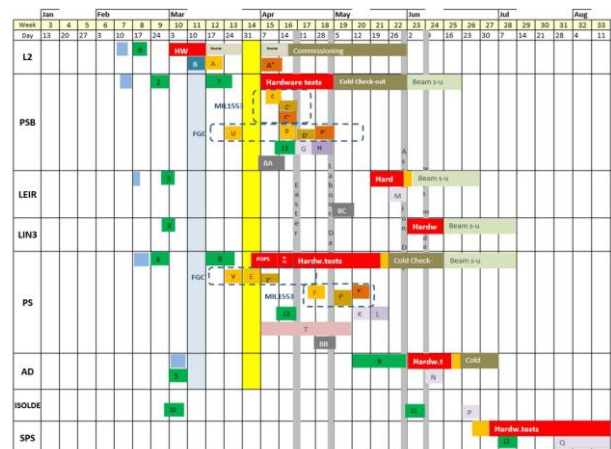 Jan Feb Mar Apr May Jun Jul Aug
Week 3 4 5 6 7 8 9 10 11 12 13 14 15 16 17 18 19 20 21 22 23 24 25 26 27 28 29 30 31 32 33
Day 13 20 27 3 10 17 24 3 10 17 24 31 7 14 21 28 5 12 19 26 2 9 16 23 30 7 14 21 28 4 11
L2 6 HW Commissioning
B A A"
PSB 2 7 Hardware tests Cold Check-out Beam s-u
MIL1553 C
C'
FGC U B D'
13 G H
BA
LEIR 3 Hard Beam s-u
M
BC
Easter
LIN3 3 Hardw Beam s-u
PS 4 8 POPS Hardw.tests Cold Check- Beam s-u
FGC V E
MIL1553
13 K L
T
BB
AD Hardw.t Cold
5 N
ISOLDE 10 11 P
SPS Hardw.tests
12 Q